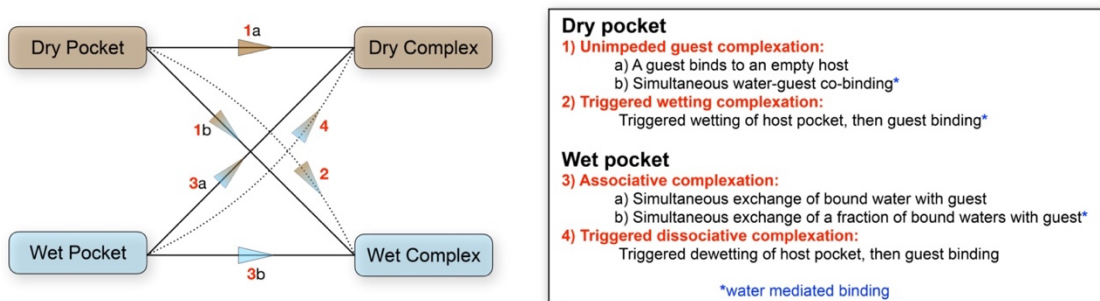 Dry Pocket
1a
Dry Complex
1b
4
3a
2
Wet Pocket
3b
Wet Complex
Dry pocket
1) Unimpeded guest complexation:
a) A guest binds to an empty host
b) Simultaneous water-guest co-binding*
2) Triggered wetting complexation:
Triggered wetting of host pocket, then guest binding*
Wet pocket
3) Associative complexation:
a) Simultaneous exchange of bound water with guest
b) Simultaneous exchange of a fraction of bound waters with guest*
4) Triggered dissociative complexation:
Triggered dewetting of host pocket, then guest binding
*water mediated binding